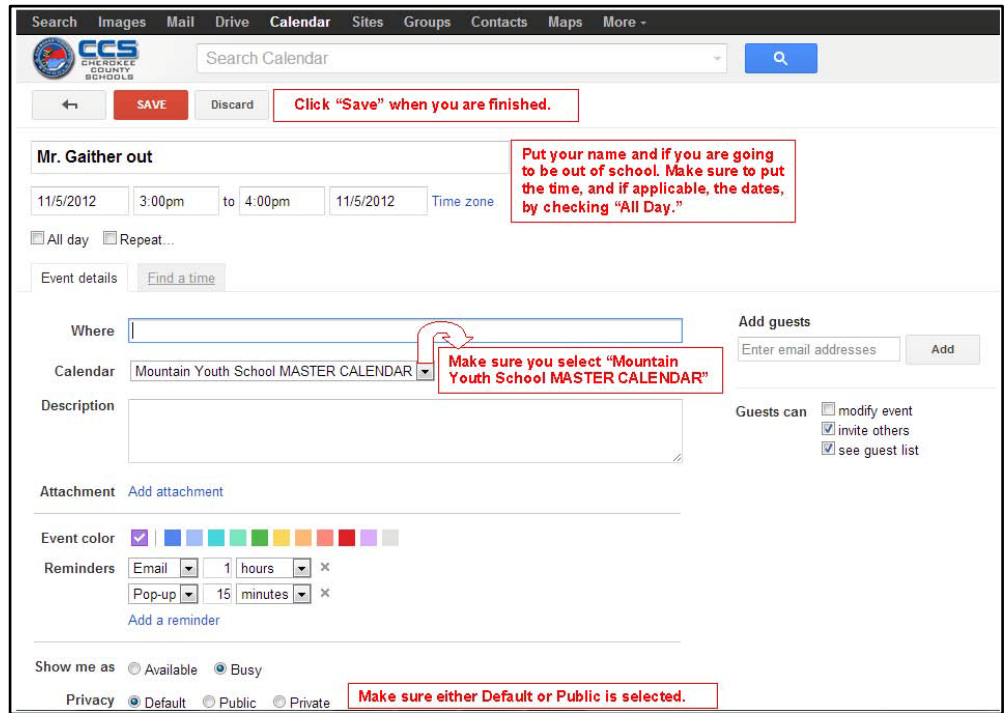 Search Images Mail Drive Calendar Sites Groups Contacts Maps More
CCS
CHEROKEE
COUNTY
SCHOOLS
Search Calendar
SAVE Discard Click “Save” when you are finished.
Mr. Gaither out
Put your name and if you are going
to be out of school. Make sure to put
the time, and if applicable, the dates,
by checking “All Day.”
11/5/2012 3:00pm to 4:00pm 11/5/2012 Time zone
All day Repeat...
Event details Find a time
Where
Add guests
Enter email addresses Add
Make sure you select “Mountain
Youth School MASTER CALENDAR”
Calendar Mountain Youth School MASTER CALENDAR
Description
Guests can modify event
invite others
see guest list
Attachment Add attachment
Event color
Reminders Email 1 hours ×
Pop-up 15 minutes ×
Add a reminder
Show me as Available Busy
Privacy Default Public Private Make sure either Default or Public is selected.